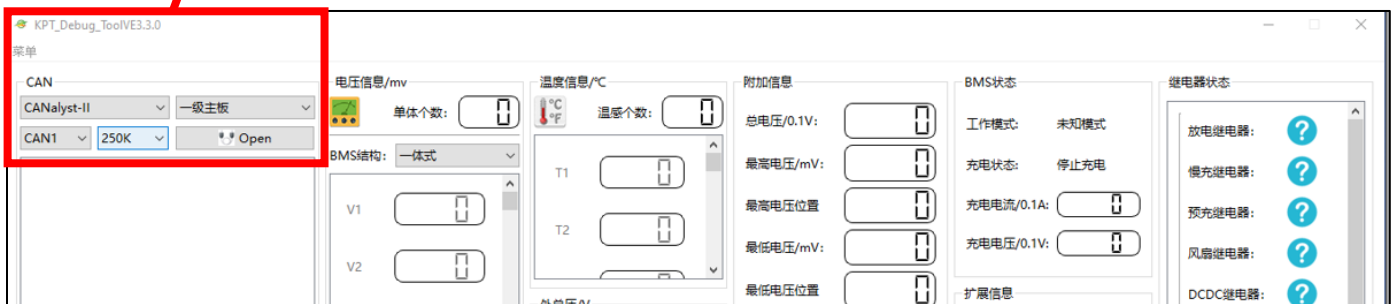 KPT_Debug_ToolVE3.3.0
菜单
CAN
CANalyst-II 一级主板
CAN1 250K Open
电压信息/mv
单体个数: 0
BMS结构: 一体式
V1 0
V2 0
温度信息/℃
°C
°F
温感个数: 0
T1 0
T2 0
外总压/V
附加信息
总电压/0.1V: 0
最高电压/mV: 0
最高电压位置 0
最低电压/mV: 0
最低电压位置 0
BMS状态
工作模式: 未知模式
充电状态: 停止充电
充电电流/0.1A: 0
充电电压/0.1V: 0
扩展信息
继电器状态
放电继电器: ?
慢充继电器: ?
预充继电器: ?
风扇继电器: ?
DCDC继电器: ?